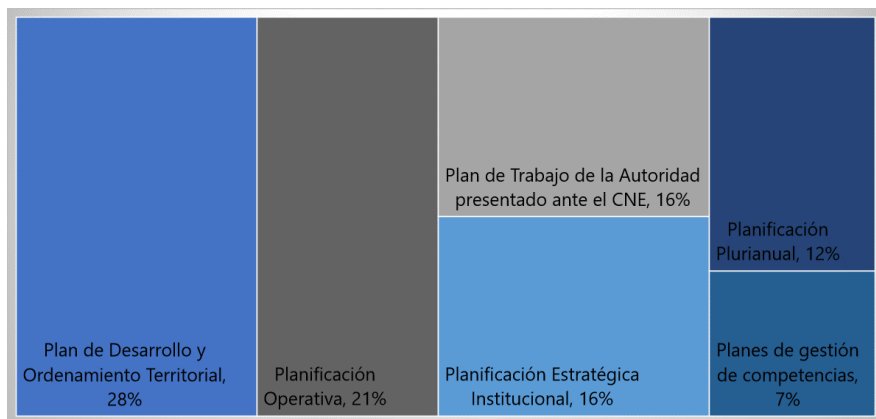 Plan de Desarrollo y
Ordenamiento Territorial,
28%
Planificación
Operativa, 21%
Plan de Trabajo de la Autoridad
presentado ante el CNE, 16%
Planificación Estratégica
Institucional, 16%
Planificación
Plurianual, 12%
Planes de gestión
de competencias,
7%